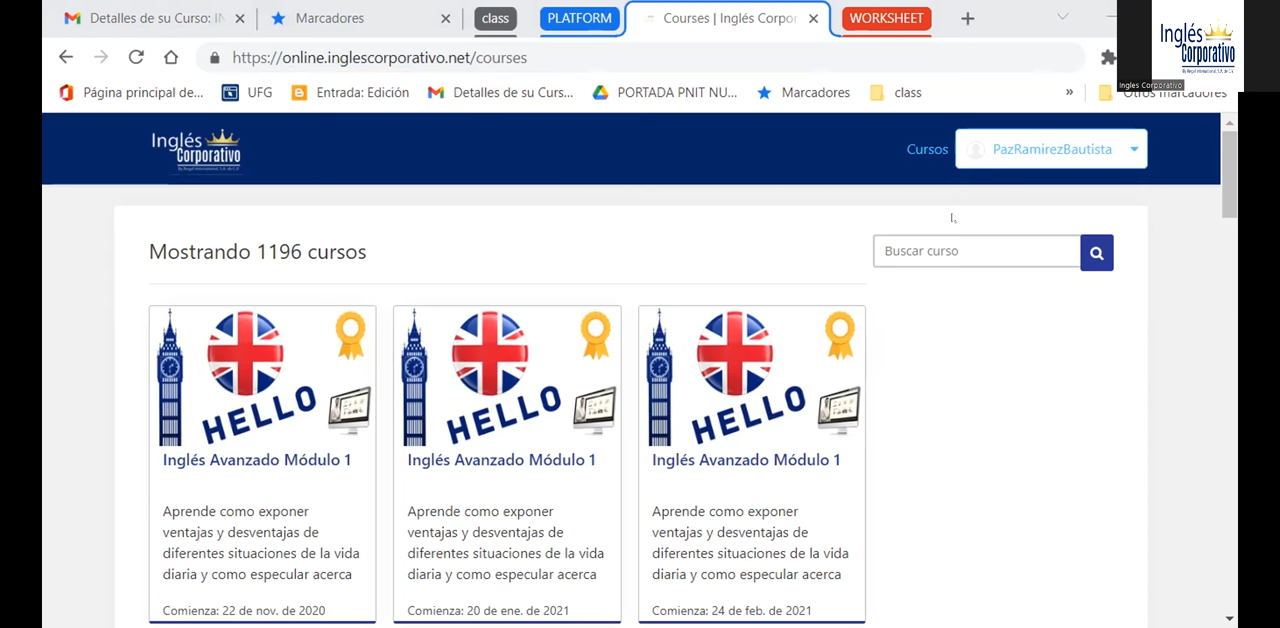 Detalles de su Curso: IN
Marcadores
class
PLATFORM
Courses | Inglés Corpor
WORKSHEET
https://online.inglescorporativo.net/courses
Inglés
Corporativo
Ingles Corporativo
Página principal de...
UFG
Entrada: Edición
Detalles de su Curs...
PORTADA PNIT NU...
Marcadores
class
»
Otros marcadores
Inglés
Corporativo
Cursos
PazRamirezBautista
Mostrando 1196 cursos
Buscar curso
HELLO
HELLO
HELLO
Inglés Avanzado Módulo 1
Inglés Avanzado Módulo 1
Inglés Avanzado Módulo 1
Aprende como exponer
ventajas y desventajas de
diferentes situaciones de la vida
diaria y como especular acerca
Aprende como exponer
ventajas y desventajas de
diferentes situaciones de la vida
diaria y como especular acerca
Aprende como exponer
ventajas y desventajas de
diferentes situaciones de la vida
diaria y como especular acerca
Comienza: 22 de nov. de 2020
Comienza: 20 de ene. de 2021
Comienza: 24 de feb. de 2021